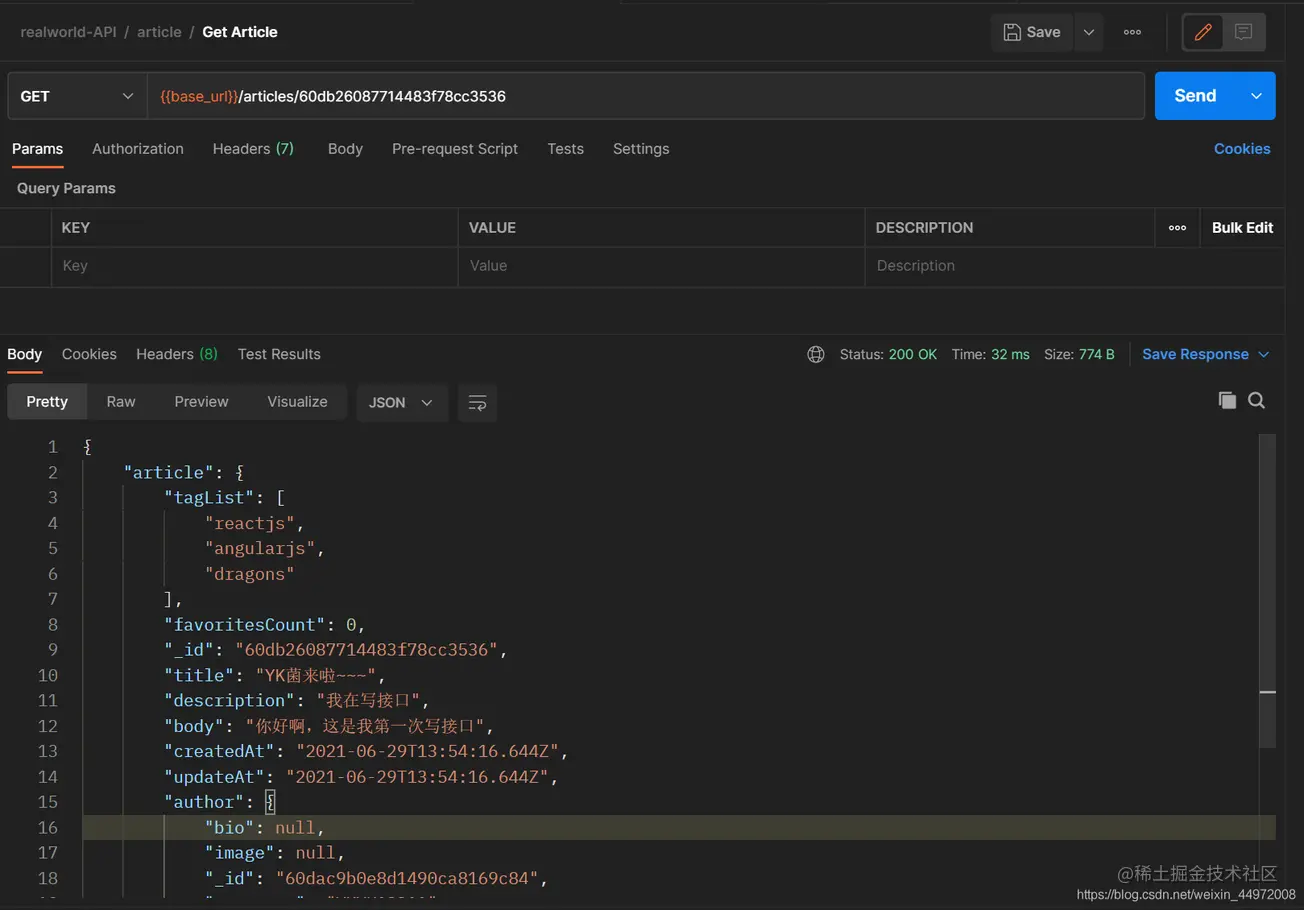 realworld-API / article / Get Article
Save
GET
{{base_url}}/articles/60db26087714483f78cc3536
Send
Params Authorization Headers (7) Body Pre-request Script Tests Settings Cookies
Query Params
KEY VALUE DESCRIPTION Bulk Edit
Key Value Description
Body Cookies Headers (8) Test Results Status: 200 OK Time: 32 ms Size: 774 B Save Response
Pretty Raw Preview Visualize JSON
1 {
2 "article": {
3 "tagList": [
4 "reactjs",
5 "angularjs",
6 "dragons"
7 ],
8 "favoritesCount": 0,
9 "_id": "60db26087714483f78cc3536",
10 "title": "YK菌来啦~~~",
11 "description": "我在写接口",
12 "body": "你好啊，这是我第一次写接口",
13 "createdAt": "2021-06-29T13:54:16.644Z",
14 "updateAt": "2021-06-29T13:54:16.644Z",
15 "author": {
16 "bio": null,
17 "image": null,
18 "_id": "60dac9b0e8d1490ca8169c84",
@稀土掘金技术社区
https://blog.csdn.net/weixin_44972008